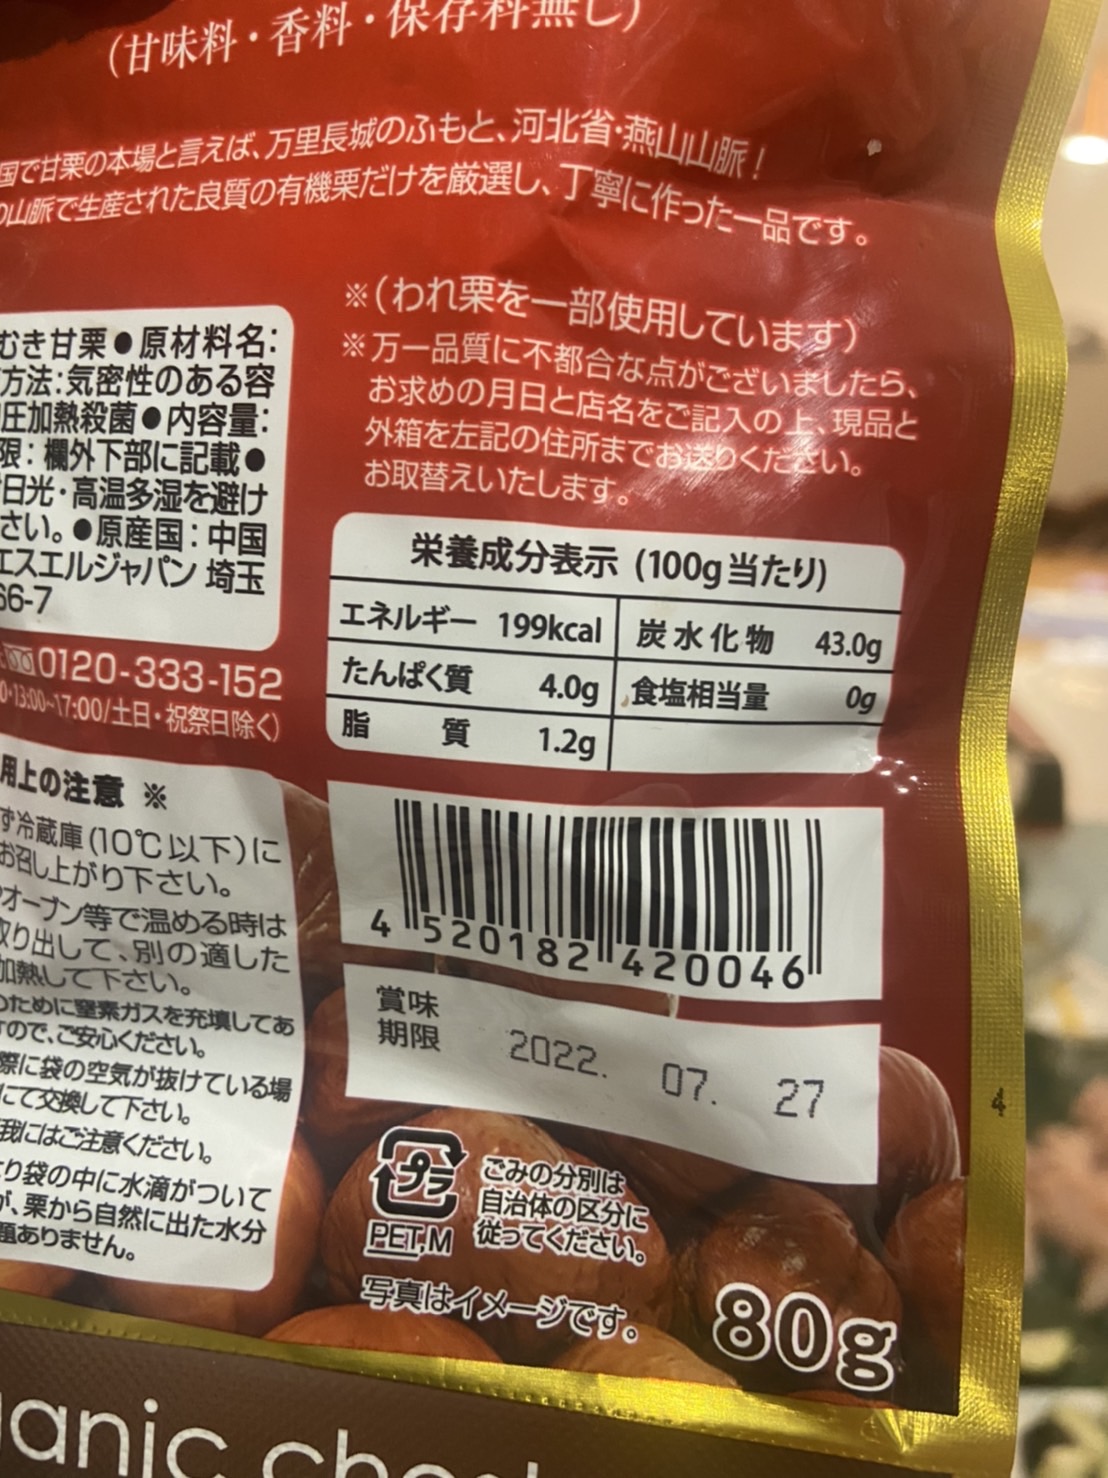 (甘味料・香料・保存料無し)
国で甘栗の本場と言えば、万里長城のふもと、河北省・燕山山脈！
の山脈で生産された良質の有機栗だけを厳選し、丁寧に作った一品です。
※(われ栗を一部使用しています)
※万一品質に不都合な点がございましたら、
お求めの月日と店名をご記入の上、現品と
外箱を左記の住所までお送りください。
お取替えいたします。
むき甘栗●原材料名:
方法:気密性のある容
圧加熱殺菌●内容量:
限:欄外下部に記載●
日光・高温多湿を避け
さい。●原産国:中国
エスエルジャパン 埼玉
66-7
0120-333-152
0・13:00~17:00/土日・祝祭日除く)
栄養成分表示 (100g当たり)
エネルギー 199kcal 炭水化物 43.0g
たんぱく質 4.0g 食塩相当量 0g
脂質 1.2g
用上の注意 ※
ず冷蔵庫(10℃以下)に
お召し上がり下さい。
オーブン等で温める時は
取り出して、別の適した
加熱して下さい。
のために窒素ガスを充填してあ
すので、ご安心ください。
際に袋の空気が抜けている場
にて交換して下さい。
我にはご注意ください。
より袋の中に水滴がついて
が、栗から自然に出た水分
題ありません。
4 520182 420046
賞味
期限 2022. 07. 27
4
プラ
PET,M
ごみの分別は
自治体の区分に
従ってください。
写真はイメージです。
80g
ganic ches